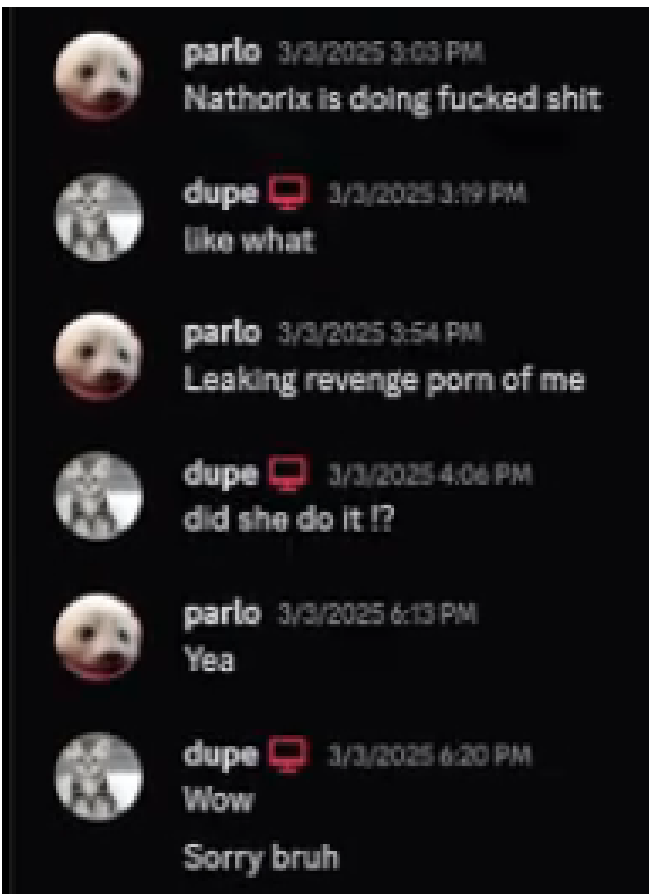 parlo 3/3/2025 3:03 PM
Nathorix is doing fucked shit
dupe 3/3/2025 3:19 PM
like what
parlo 3/3/2025 3:54 PM
Leaking revenge porn of me
dupe 3/3/2025 4:06 PM
did she do it !?
parlo 3/3/2025 6:13 PM
Yea
dupe 3/3/2025 6:20 PM
Wow
Sorry bruh